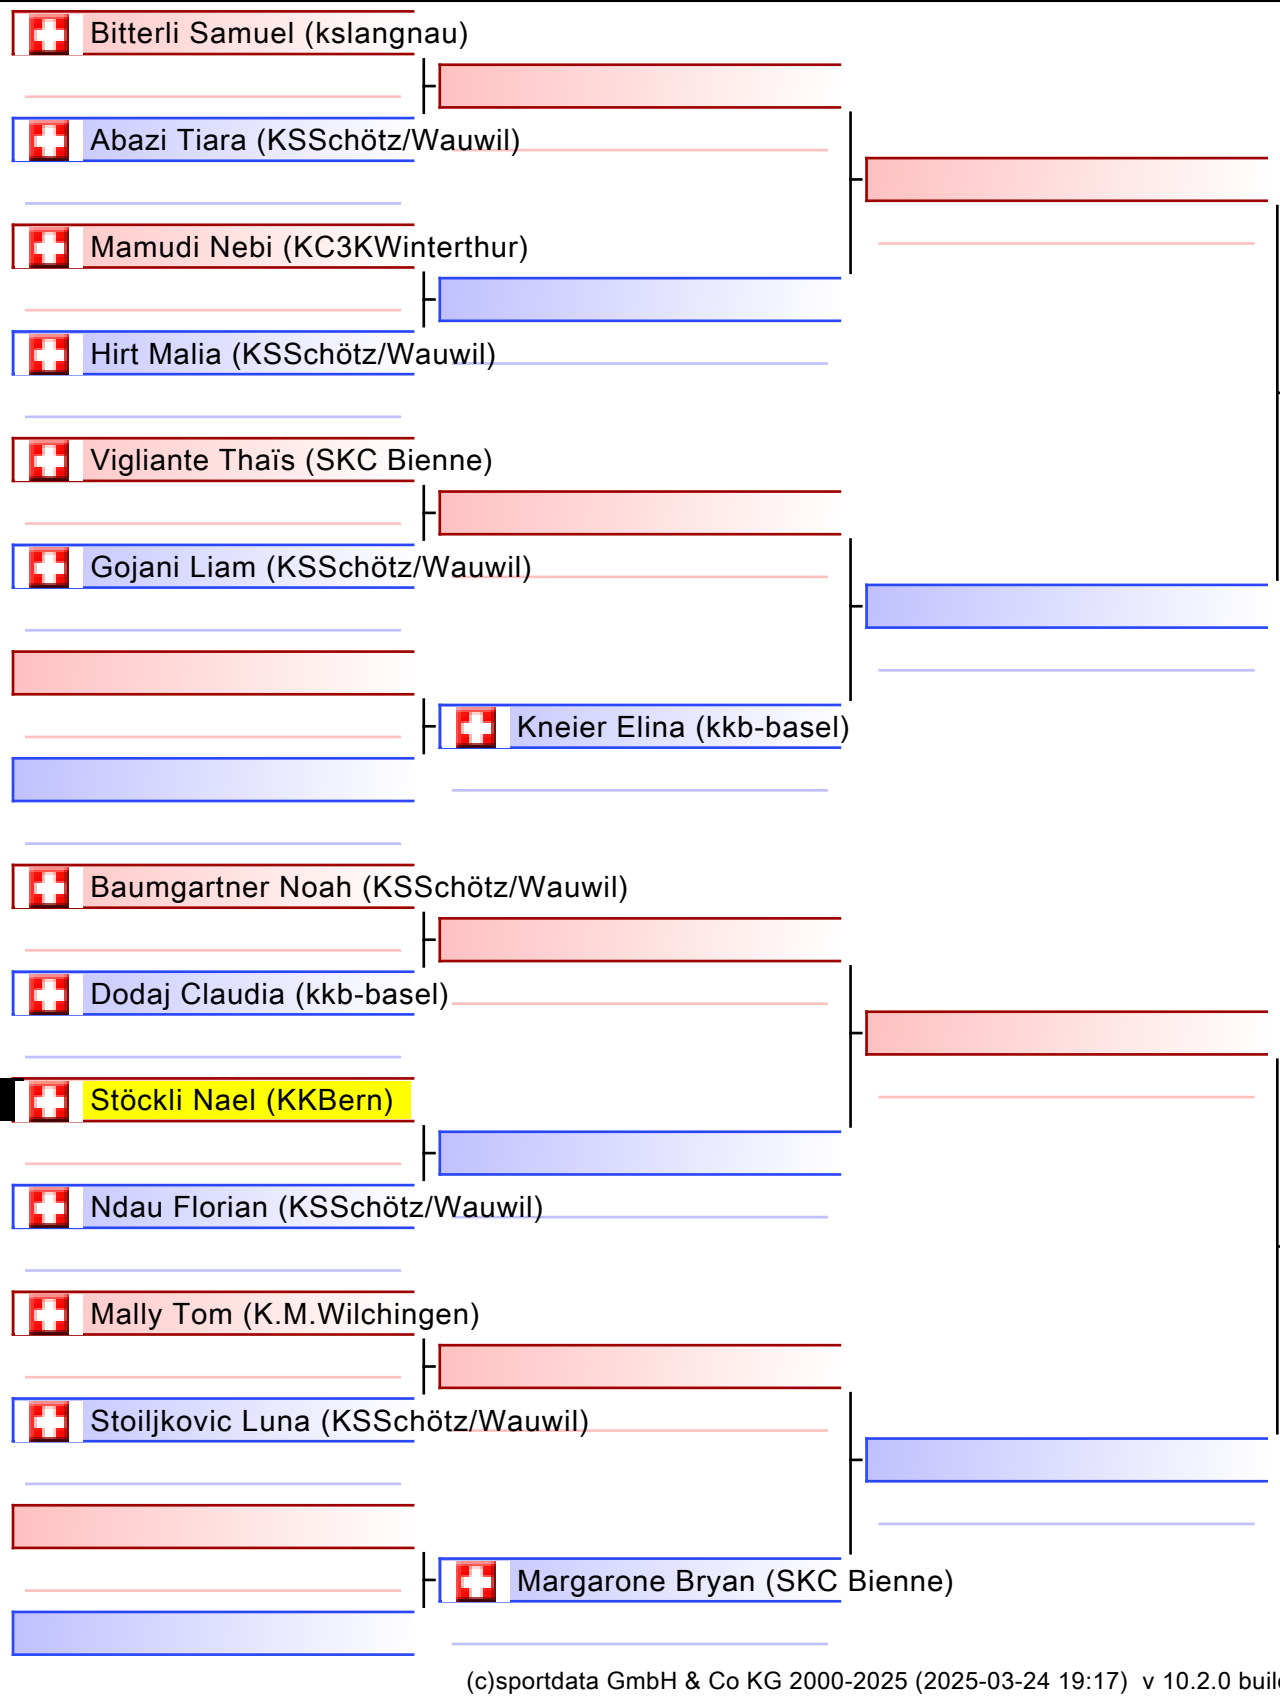 Bitterli Samuel (kslangnau)
Abazi Tiara (KSSchötz/Wauwil)
Mamudi Nebi (KC3KWinterthur)
Hirt Malia (KSSchötz/Wauwil)
Vigliante Thaïs (SKC Bienne)
Gojani Liam (KSSchötz/Wauwil)
Kneier Elina (kkb-basel)
Baumgartner Noah (KSSchötz/Wauwil)
Dodaj Claudia (kkb-basel)
Stöckli Nael (KKBern)
Ndau Florian (KSSchötz/Wauwil)
Mally Tom (K.M.Wilchingen)
Stoiljkovic Luna (KSSchötz/Wauwil)
Margarone Bryan (SKC Bienne)
(c)sportdata GmbH & Co KG 2000-2025 (2025-03-24 19:17) v 10.2.0 build